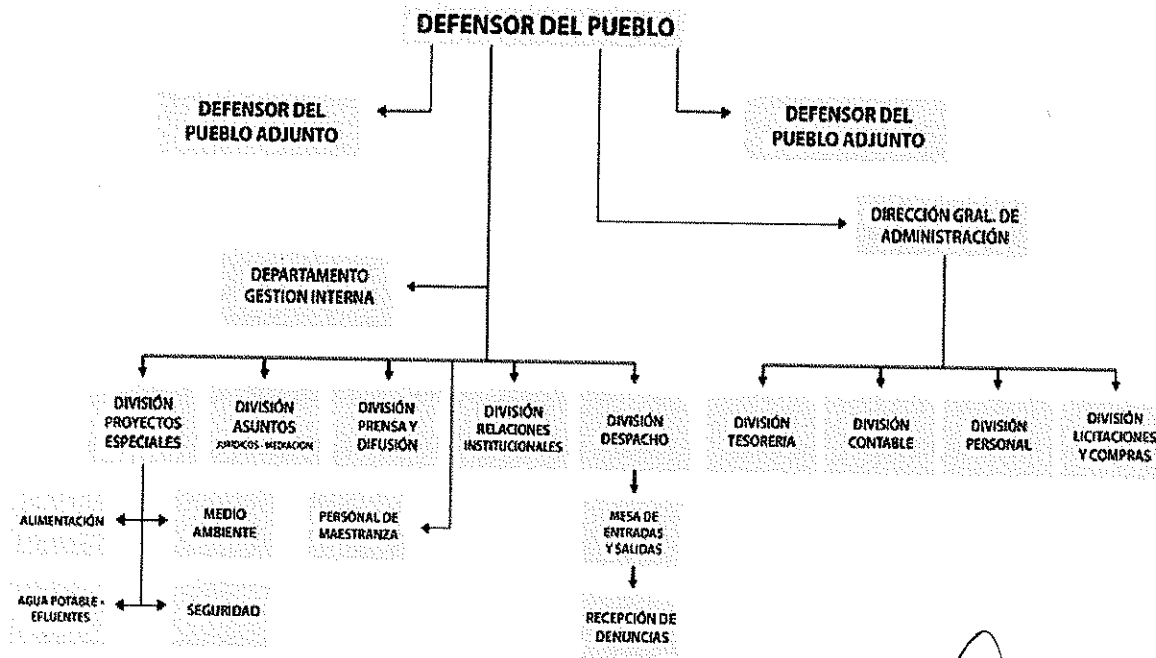 DEFENSOR DEL PUEBLO
DEFENSOR DEL
PUEBLO ADJUNTO
DEFENSOR DEL
PUEBLO ADJUNTO
DIRECCIÓN GRAL. DE
ADMINISTRACIÓN
DEPARTAMENTO
GESTION INTERNA
DIVISIÓN
PROYECTOS
ESPECIALES
DIVISIÓN
ASUNTOS
JURIDICOS - MEDIACION
DIVISIÓN
PRENSA Y
DIFUSIÓN
DIVISIÓN
RELACIONES
INSTITUCIONALES
DIVISIÓN
DESPACHO
DIVISIÓN
TESORERIA
DIVISIÓN
CONTABLE
DIVISIÓN
PERSONAL
DIVISIÓN
LICITACIONES
Y COMPRAS
ALIMENTACIÓN
MEDIO
AMBIENTE
PERSONAL DE
MAESTRANZA
MESA DE
ENTRADAS
Y SALIDAS
AGUA POTABLE -
EFLUENTES
SEGURIDAD
RECEPCIÓN DE
DENUNCIAS